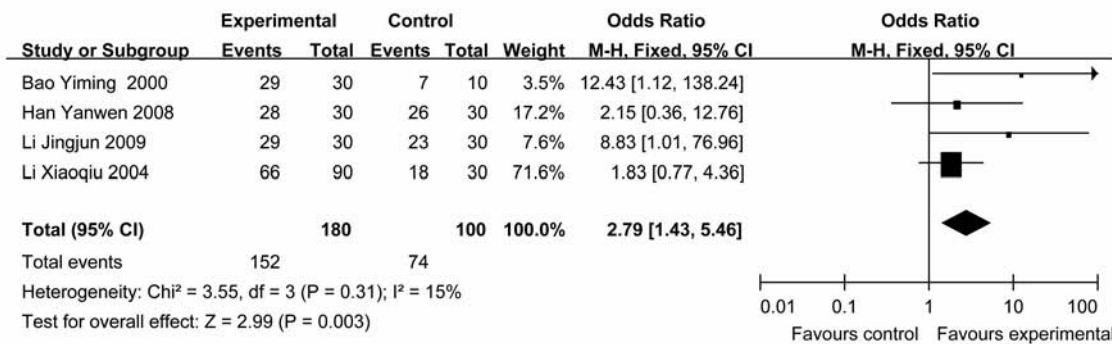 Experimental Control Odds Ratio Odds Ratio
Study or Subgroup Events Total Events Total Weight M-H, Fixed, 95% CI M-H, Fixed, 95% CI
Bao Yiming 2000 29 30 7 10 3.5% 12.43 [1.12, 138.24]
Han Yanwen 2008 28 30 26 30 17.2% 2.15 [0.36, 12.76]
Li Jingjun 2009 29 30 23 30 7.6% 8.83 [1.01, 76.96]
Li Xiaoqiu 2004 66 90 18 30 71.6% 1.83 [0.77, 4.36]
Total (95% CI) 180 100 100.0% 2.79 [1.43, 5.46]
Total events 152 74
Heterogeneity: Chi² = 3.55, df = 3 (P = 0.31); I² = 15%
Test for overall effect: Z = 2.99 (P = 0.003)
0.01 0.1 1 10 100
Favours control Favours experimental